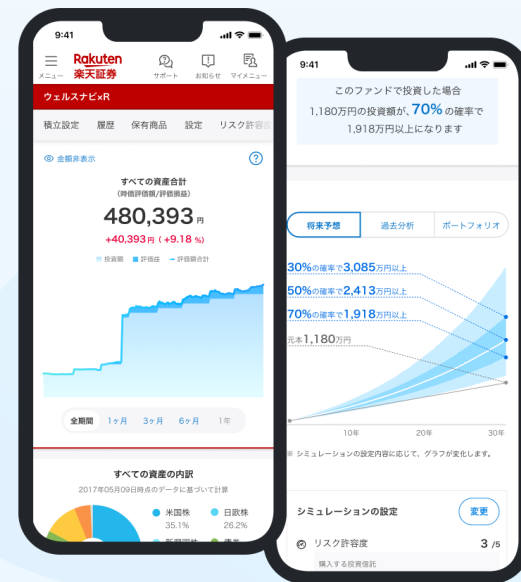 9:41
Rakuten
楽天証券
メニュー
サポート
お知らせ
マイメニュー
ウェルスナビ×R
積立設定 履歴 保有商品 設定 リスク許容度
金額非表示
?
すべての資産合計
(時価評価額/評価損益)
480,393 円
+40,393 円 ( +9.18 %)
投資額 評価益 評価額合計
全期間 1ヶ月 3ヶ月 6ヶ月 1年
すべての資産の内訳
2017年05月09日時点のデータに基づいて計算
米国株 日欧株
35.1% 26.2%
新興国株 債券
9:41
このファンドで投資した場合
1,180万円の投資額が、70% の確率で
1,918万円以上になります
将来予想 過去分析 ポートフォリオ
30%の確率で3,085万円以上
50%の確率で2,413万円以上
70%の確率で1,918万円以上
元本1,180万円
10年 20年 30年
※ シミュレーションの設定内容に応じて、グラフが変化します。
シミュレーションの設定
変更
リスク許容度 3 /5
購入する投資信託